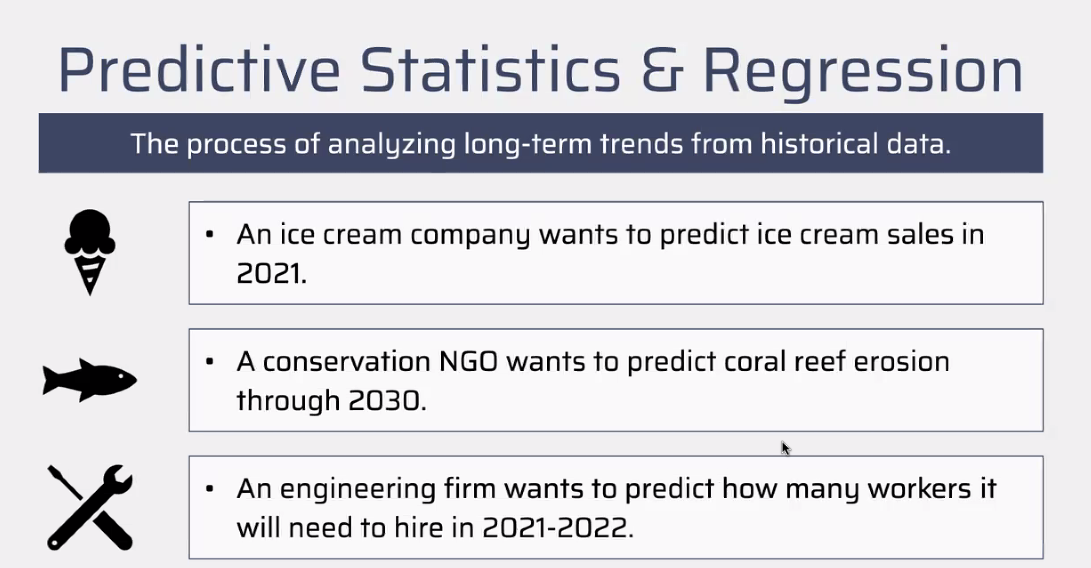 Predictive Statistics & Regression
The process of analyzing long-term trends from historical data.
• An ice cream company wants to predict ice cream sales in
2021.
• A conservation NGO wants to predict coral reef erosion
through 2030.
• An engineering firm wants to predict how many workers it
will need to hire in 2021-2022.